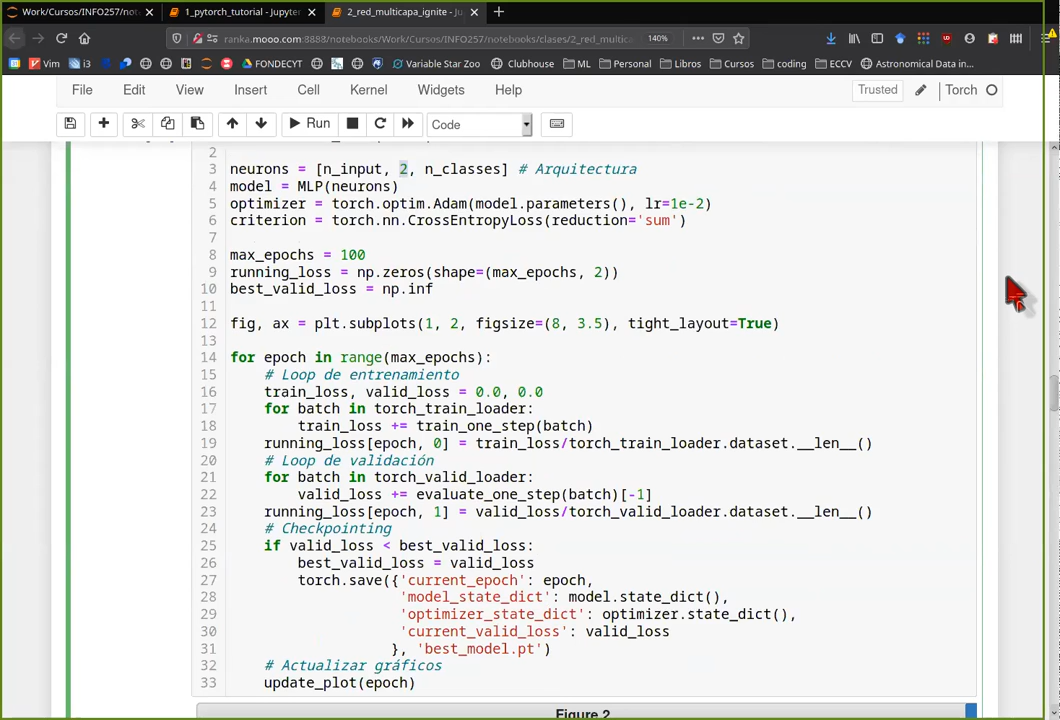 Work/Cursos/INFO257/not
1_pytorch_tutorial - Jupyter
2_red_multicapa_ignite - Ju
ranka.mooo.com:8888/notebooks/Work/Cursos/INFO257/notebooks/clases/2_red_multica
140%
Vim
i3
FONDECYT
Variable Star Zoo
Clubhouse
ML
Personal
Libros
Cursos
coding
ECCV
Astronomical Data in...
File Edit View Insert Cell Kernel Widgets Help
Trusted
Torch
Run
Code
2
3 neurons = [n_input, 2, n_classes] # Arquitectura
4 model = MLP(neurons)
5 optimizer = torch.optim.Adam(model.parameters(), lr=1e-2)
6 criterion = torch.nn.CrossEntropyLoss(reduction='sum')
7
8 max_epochs = 100
9 running_loss = np.zeros(shape=(max_epochs, 2))
10 best_valid_loss = np.inf
11
12 fig, ax = plt.subplots(1, 2, figsize=(8, 3.5), tight_layout=True)
13
14 for epoch in range(max_epochs):
15 # Loop de entrenamiento
16 train_loss, valid_loss = 0.0, 0.0
17 for batch in torch_train_loader:
18 train_loss += train_one_step(batch)
19 running_loss[epoch, 0] = train_loss/torch_train_loader.dataset.__len__()
20 # Loop de validación
21 for batch in torch_valid_loader:
22 valid_loss += evaluate_one_step(batch)[-1]
23 running_loss[epoch, 1] = valid_loss/torch_valid_loader.dataset.__len__()
24 # Checkpointing
25 if valid_loss < best_valid_loss:
26 best_valid_loss = valid_loss
27 torch.save({'current_epoch': epoch,
28 'model_state_dict': model.state_dict(),
29 'optimizer_state_dict': optimizer.state_dict(),
30 'current_valid_loss': valid_loss
31 }, 'best_model.pt')
32 # Actualizar gráficos
33 update_plot(epoch)
Figure 2